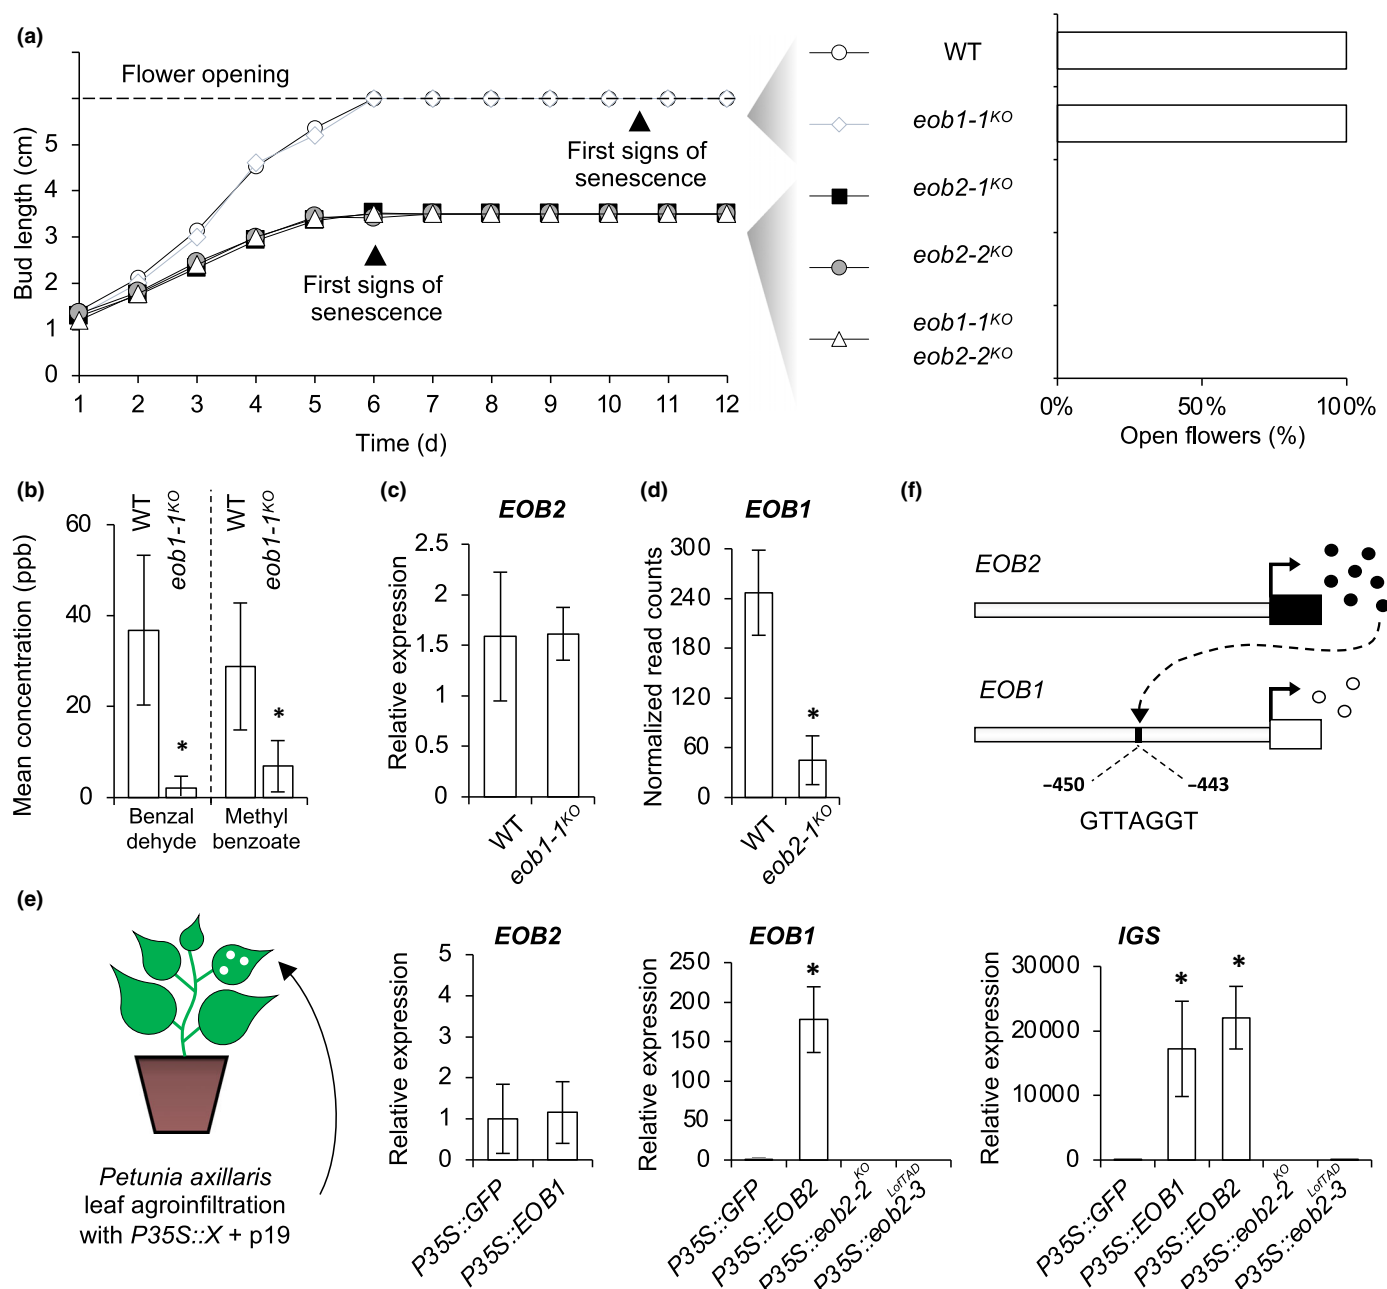 (a)
Flower opening
First signs of
senescence
First signs of
senescence
Bud length (cm)
5
4
3
2
1
0
1 2 3 4 5 6 7 8 9 10 11 12
Time (d)
WT
eob1-1KO
eob2-1KO
eob2-2KO
eob1-1KO
eob2-2KO
0% 50% 100%
Open flowers (%)
(b)
WT
eob1-1KO
WT
eob1-1KO
Mean concentration (ppb)
60
40
20
0
*
*
Benzal
dehyde
Methyl
benzoate
(c)
EOB2
Relative expression
2.5
2
1.5
1
0.5
0
WT
eob1-1KO
(d)
EOB1
Normalized read counts
300
240
180
120
60
0
*
WT
eob2-1KO
(f)
EOB2
EOB1
–450
–443
GTTAGGT
(e)
Petunia axillaris
leaf agroinfiltration
with P35S::X + p19
EOB2
Relative expression
5
4
3
2
1
0
P35S::GFP
P35S::EOB1
EOB1
Relative expression
250
200
150
100
50
0
*
P35S::GFP
P35S::EOB2
P35S::eob2-2KO
P35S::eob2-3LofTAD
IGS
Relative expression
30000
20000
10000
0
*
*
P35S::GFP
P35S::EOB1
P35S::EOB2
P35S::eob2-2KO
P35S::eob2-3LofTAD